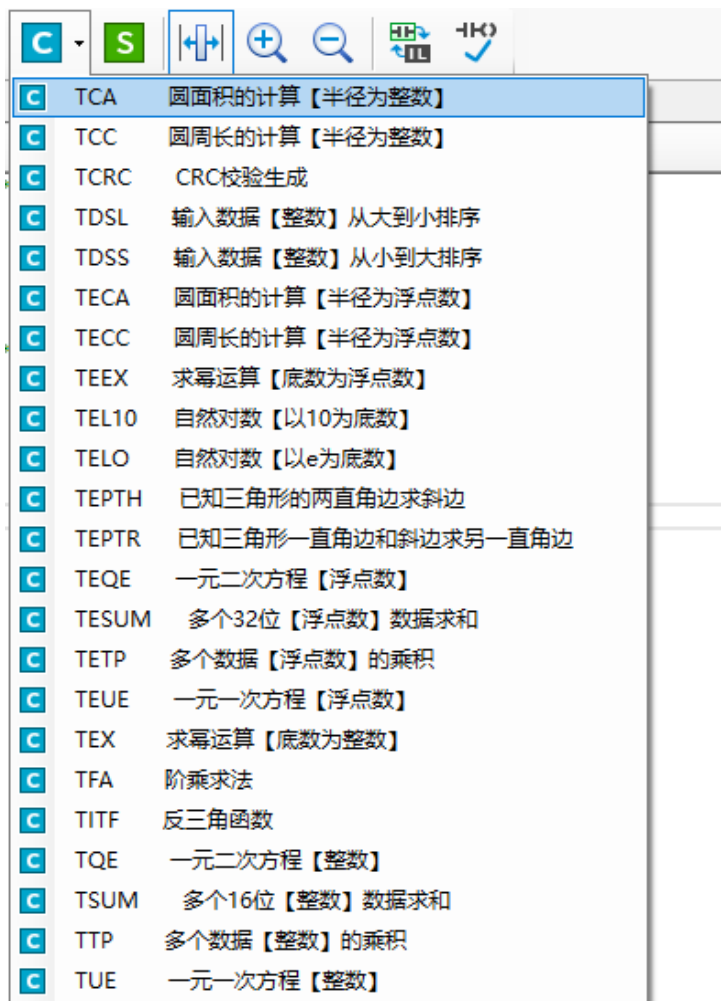 C S IL
C TCA 圆面积的计算【半径为整数】
C TCC 圆周长的计算【半径为整数】
C TCRC CRC校验生成
C TDSL 输入数据【整数】从大到小排序
C TDSS 输入数据【整数】从小到大排序
C TECA 圆面积的计算【半径为浮点数】
C TECC 圆周长的计算【半径为浮点数】
C TEEX 求幂运算【底数为浮点数】
C TEL10 自然对数【以10为底数】
C TELO 自然对数【以e为底数】
C TEPTH 已知三角形的两直角边求斜边
C TEPTR 已知三角形一直角边和斜边求另一直角边
C TEQE 一元二次方程【浮点数】
C TESUM 多个32位【浮点数】数据求和
C TETP 多个数据【浮点数】的乘积
C TEUE 一元一次方程【浮点数】
C TEX 求幂运算【底数为整数】
C TFA 阶乘求法
C TITF 反三角函数
C TQE 一元二次方程【整数】
C TSUM 多个16位【整数】数据求和
C TTP 多个数据【整数】的乘积
C TUE 一元一次方程【整数】